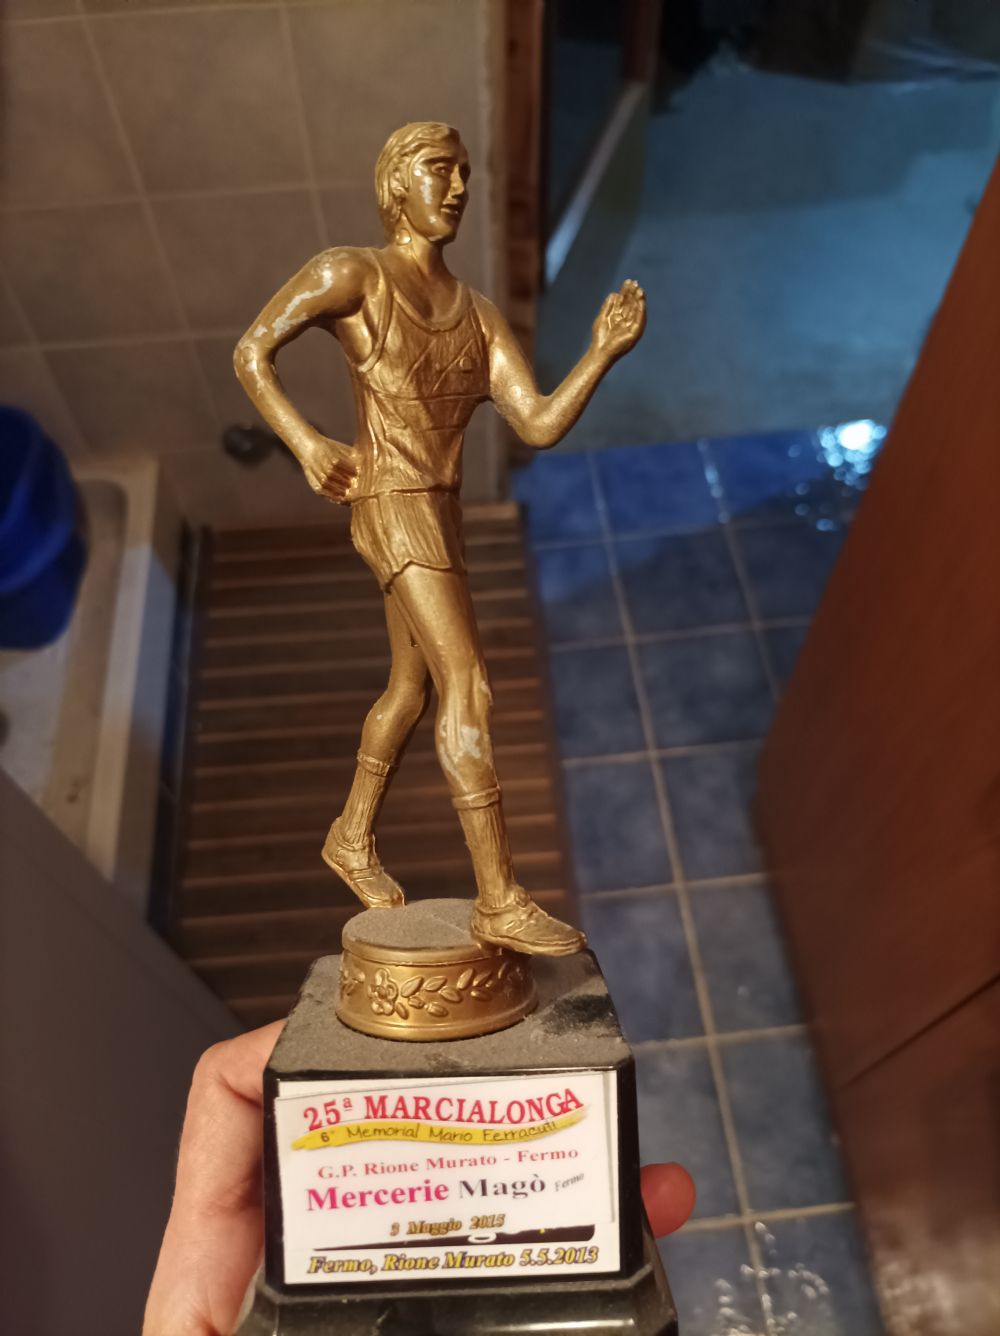 25ª MARCIALONGA
6° Memorial Mario Ferracuti
G.P. Rione Murato - Fermo
Mercerie Magò Fermo
3 Maggio 2015
Fermo, Rione Murato 5.5.2013